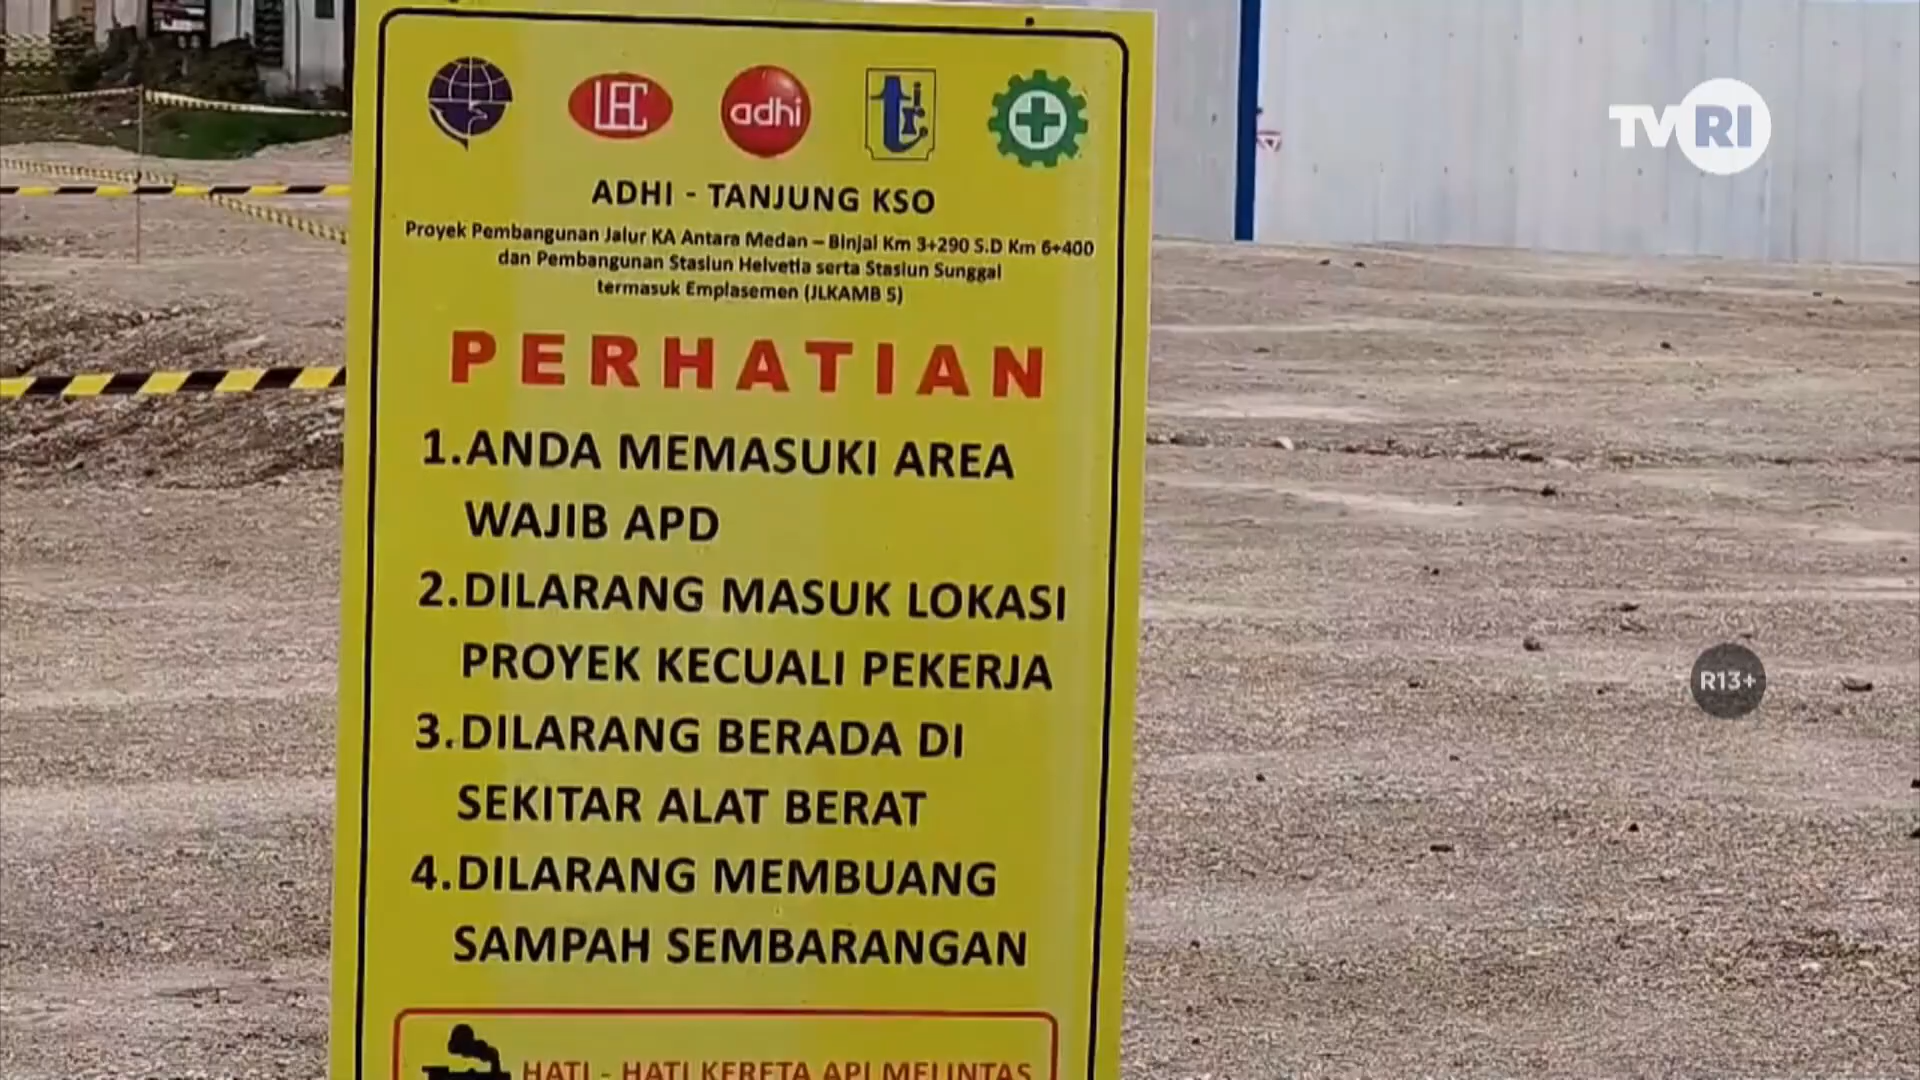 TVRI
LEC
adhi
ADHI - TANJUNG KSO
Proyek Pembangunan Jalur KA Antara Medan – Binjai Km 3+290 S.D Km 6+400
dan Pembangunan Stasiun Helvetia serta Stasiun Sunggal
termasuk Emplasemen (JLKAMB 5)
PERHATIAN
1.ANDA MEMASUKI AREA
WAJIB APD
2.DILARANG MASUK LOKASI
PROYEK KECUALI PEKERJA
3.DILARANG BERADA DI
SEKITAR ALAT BERAT
4.DILARANG MEMBUANG
SAMPAH SEMBARANGAN
HATI - HATI KERETA API MELINTAS
R13+